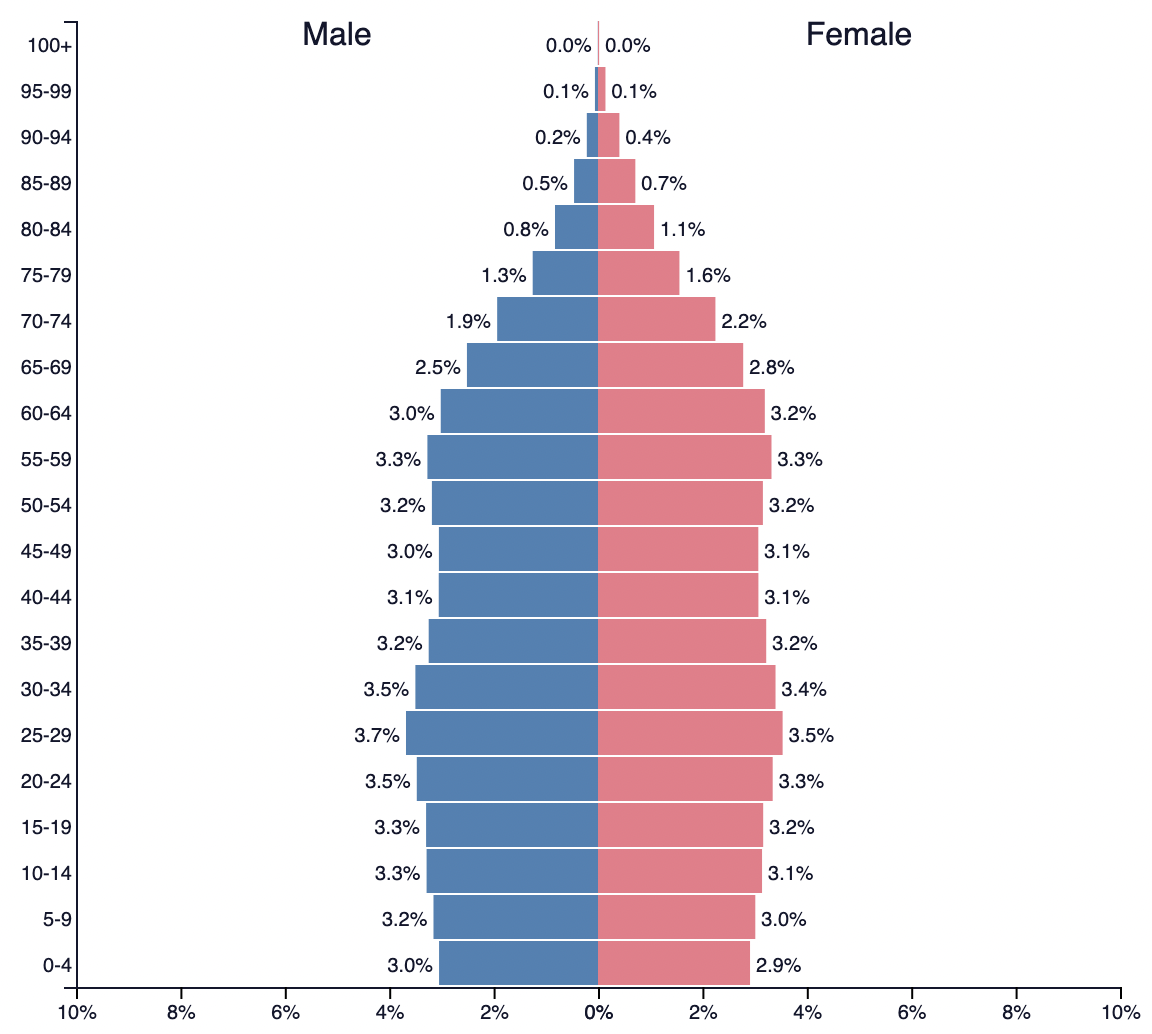 Male Female
100+ 0.0% 0.0%
95-99 0.1% 0.1%
90-94 0.2% 0.4%
85-89 0.5% 0.7%
80-84 0.8% 1.1%
75-79 1.3% 1.6%
70-74 1.9% 2.2%
65-69 2.5% 2.8%
60-64 3.0% 3.2%
55-59 3.3% 3.3%
50-54 3.2% 3.2%
45-49 3.0% 3.1%
40-44 3.1% 3.1%
35-39 3.2% 3.2%
30-34 3.5% 3.4%
25-29 3.7% 3.5%
20-24 3.5% 3.3%
15-19 3.3% 3.2%
10-14 3.3% 3.1%
5-9 3.2% 3.0%
0-4 3.0% 2.9%
10% 8% 6% 4% 2% 0% 2% 4% 6% 8% 10%